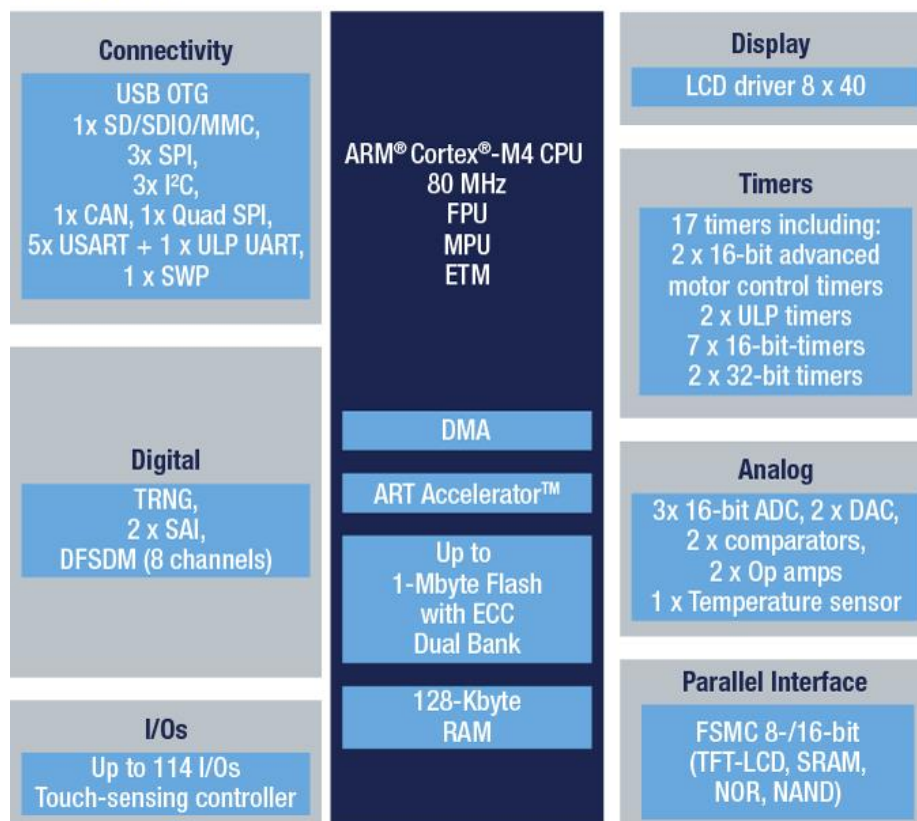 Connectivity
USB OTG
1x SD/SDIO/MMC,
3x SPI,
3x I²C,
1x CAN, 1x Quad SPI,
5x USART + 1 x ULP UART,
1 x SWP
Digital
TRNG,
2 x SAI,
DFSDM (8 channels)
I/Os
Up to 114 I/Os
Touch-sensing controller
ARM® Cortex®-M4 CPU
80 MHz
FPU
MPU
ETM
DMA
ART Accelerator™
Up to
1-Mbyte Flash
with ECC
Dual Bank
128-Kbyte
RAM
Display
LCD driver 8 x 40
Timers
17 timers including:
2 x 16-bit advanced
motor control timers
2 x ULP timers
7 x 16-bit-timers
2 x 32-bit timers
Analog
3x 16-bit ADC, 2 x DAC,
2 x comparators,
2 x Op amps
1 x Temperature sensor
Parallel Interface
FSMC 8-/16-bit
(TFT-LCD, SRAM,
NOR, NAND)